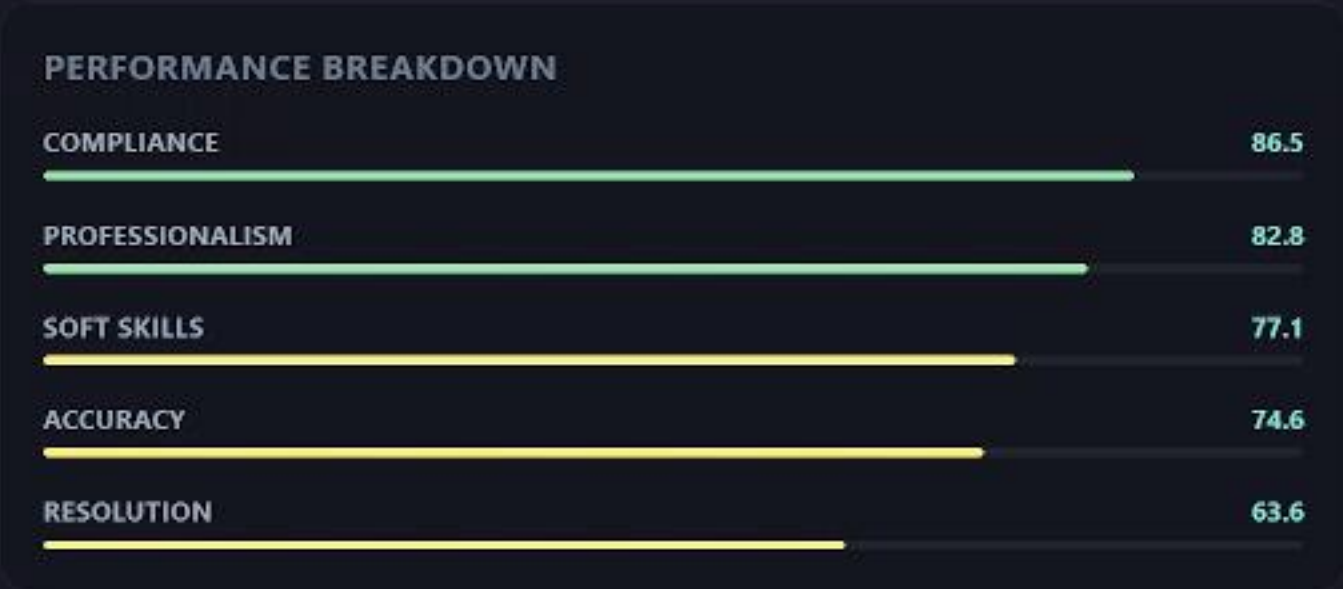 PERFORMANCE BREAKDOWN
COMPLIANCE 86.5
PROFESSIONALISM 82.8
SOFT SKILLS 77.1
ACCURACY 74.6
RESOLUTION 63.6